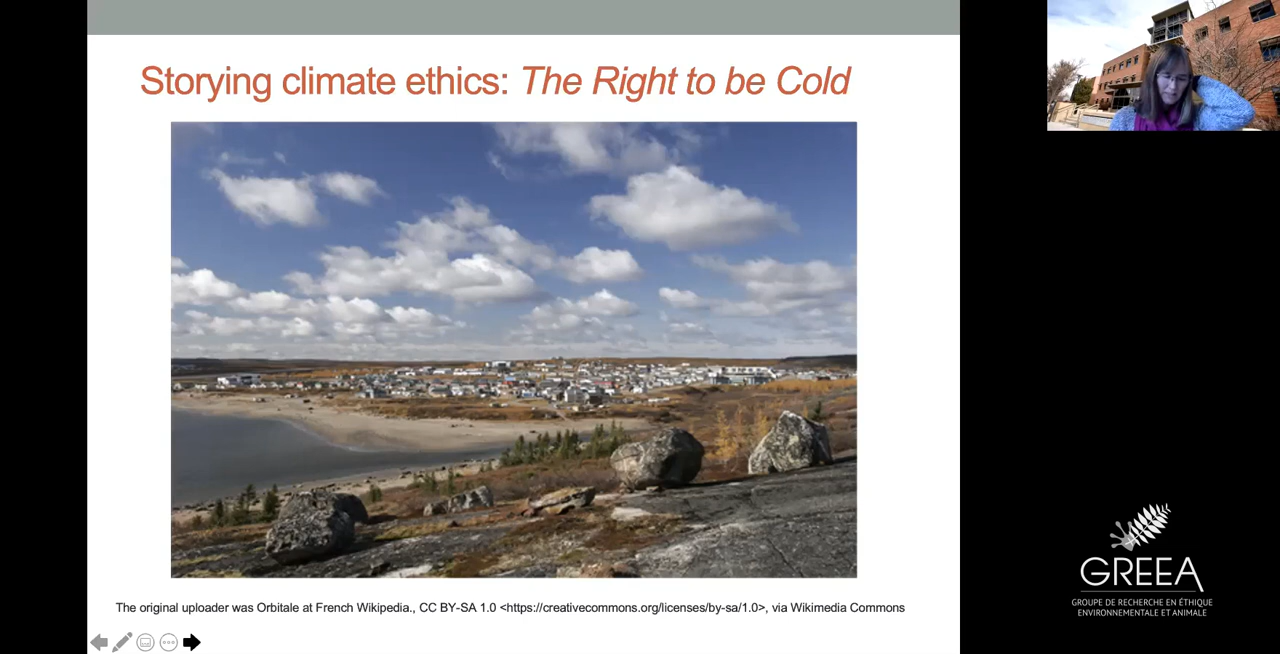 Storying climate ethics: The Right to be Cold
The original uploader was Orbitale at French Wikipedia., CC BY-SA 1.0 <https://creativecommons.org/licenses/by-sa/1.0>, via Wikimedia Commons
GREEA
GROUPE DE RECHERCHE EN ÉTHIQUE
ENVIRONNEMENTALE ET ANIMALE